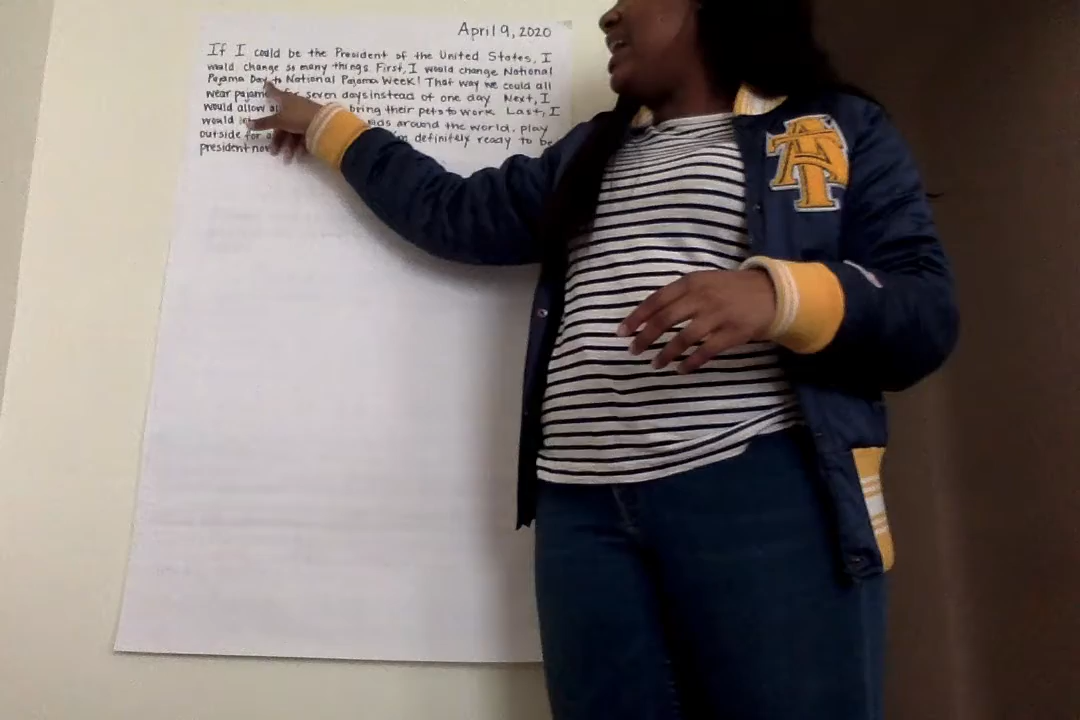 April 9, 2020
If I could be the President of the United States, I
would change so many things. First, I would change National
Pajama Day to National Pajama Week! That way we could all
wear seven days instead of one day. Next, I
would allow bring their pets to work. Last, I
would around the world, play
outside for definitely ready to be
president
AT